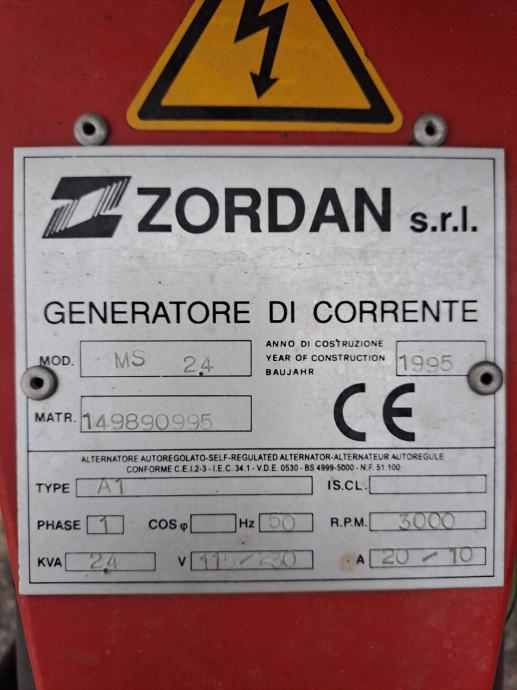 ZORDAN s.r.l.
GENERATORE DI CORRENTE
MOD. MS 2.4
ANNO DI COSTRUZIONE
YEAR OF CONSTRUCTION
BAUJAHR
1995
MATR. 149890995
CE
ALTERNATORE AUTOREGOLATO-SELF-REGULATED ALTERNATOR-ALTERNATEUR AUTOREGULE
CONFORME C.E.I.2-3 - I.E.C. 34.1 - V.D.E. 0530 - BS 4999-5000 - N.F. 51 100
TYPE A1 IS.CL.
PHASE 1 COS φ Hz 50 R.P.M. 3000
KVA 2.4 V 115/230 A 20/10